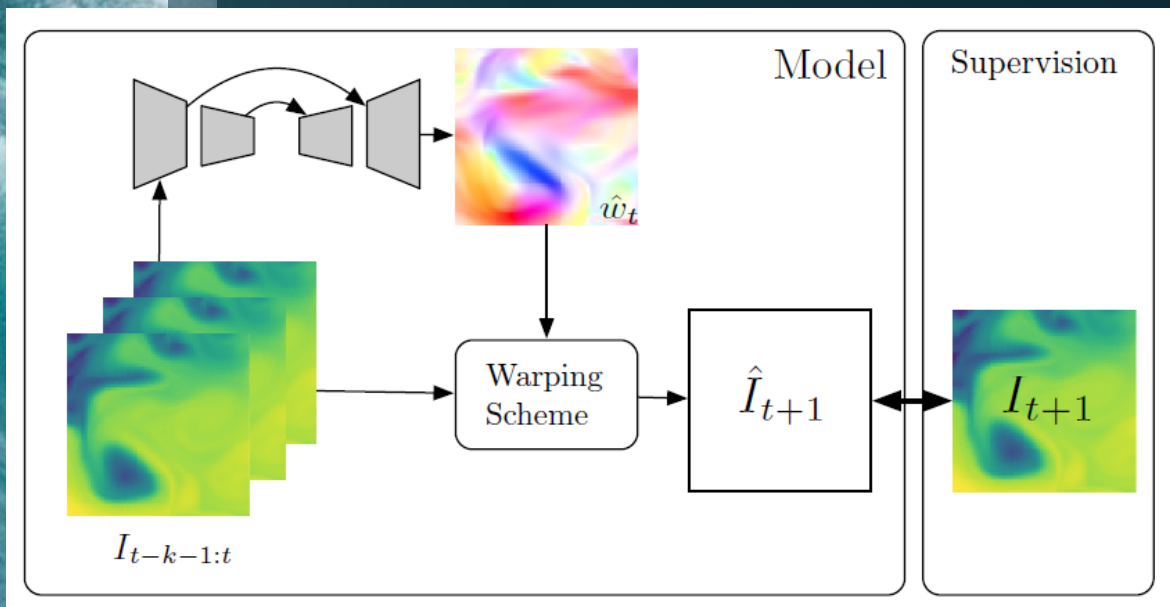 Model
Supervision
ŵ_t
Warping
Scheme
Î_{t+1}
I_{t+1}
I_{t−k−1:t}